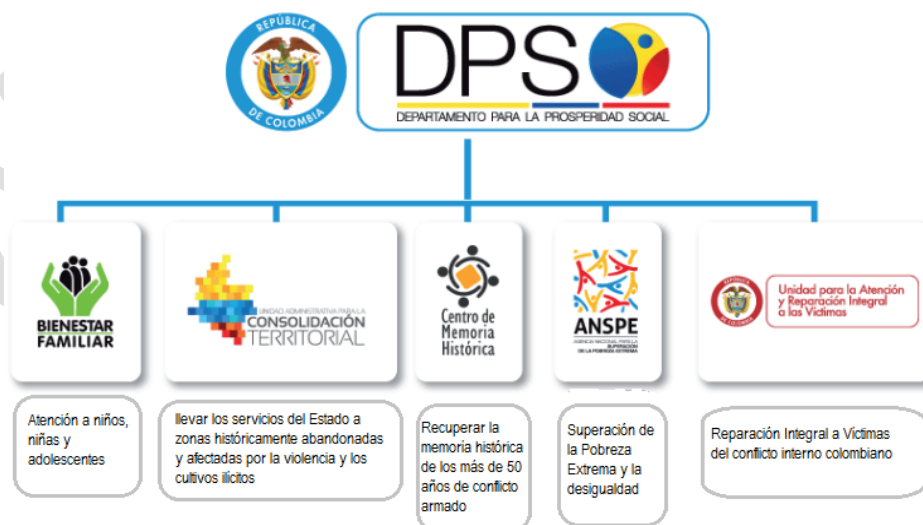 REPÚBLICA
DE COLOMBIA
DPS
DEPARTAMENTO PARA LA PROSPERIDAD SOCIAL
BIENESTAR
FAMILIAR
UNIDAD ADMINISTRATIVA PARA LA
CONSOLIDACIÓN
TERRITORIAL
Centro de
Memoria
Histórica
ANSPE
AGENCIA NACIONAL PARA LA
SUPERACIÓN
DE LA POBREZA EXTREMA
Unidad para la Atención
y Reparación Integral
a las Víctimas
Atención a niños,
niñas y
adolescentes
llevar los servicios del Estado a
zonas históricamente abandonadas
y afectadas por la violencia y los
cultivos ilícitos
Recuperar la
memoria histórica
de los más de 50
años de conflicto
armado
Superación de
la Pobreza
Extrema y la
desigualdad
Reparación Integral a Víctimas
del conflicto interno colombiano